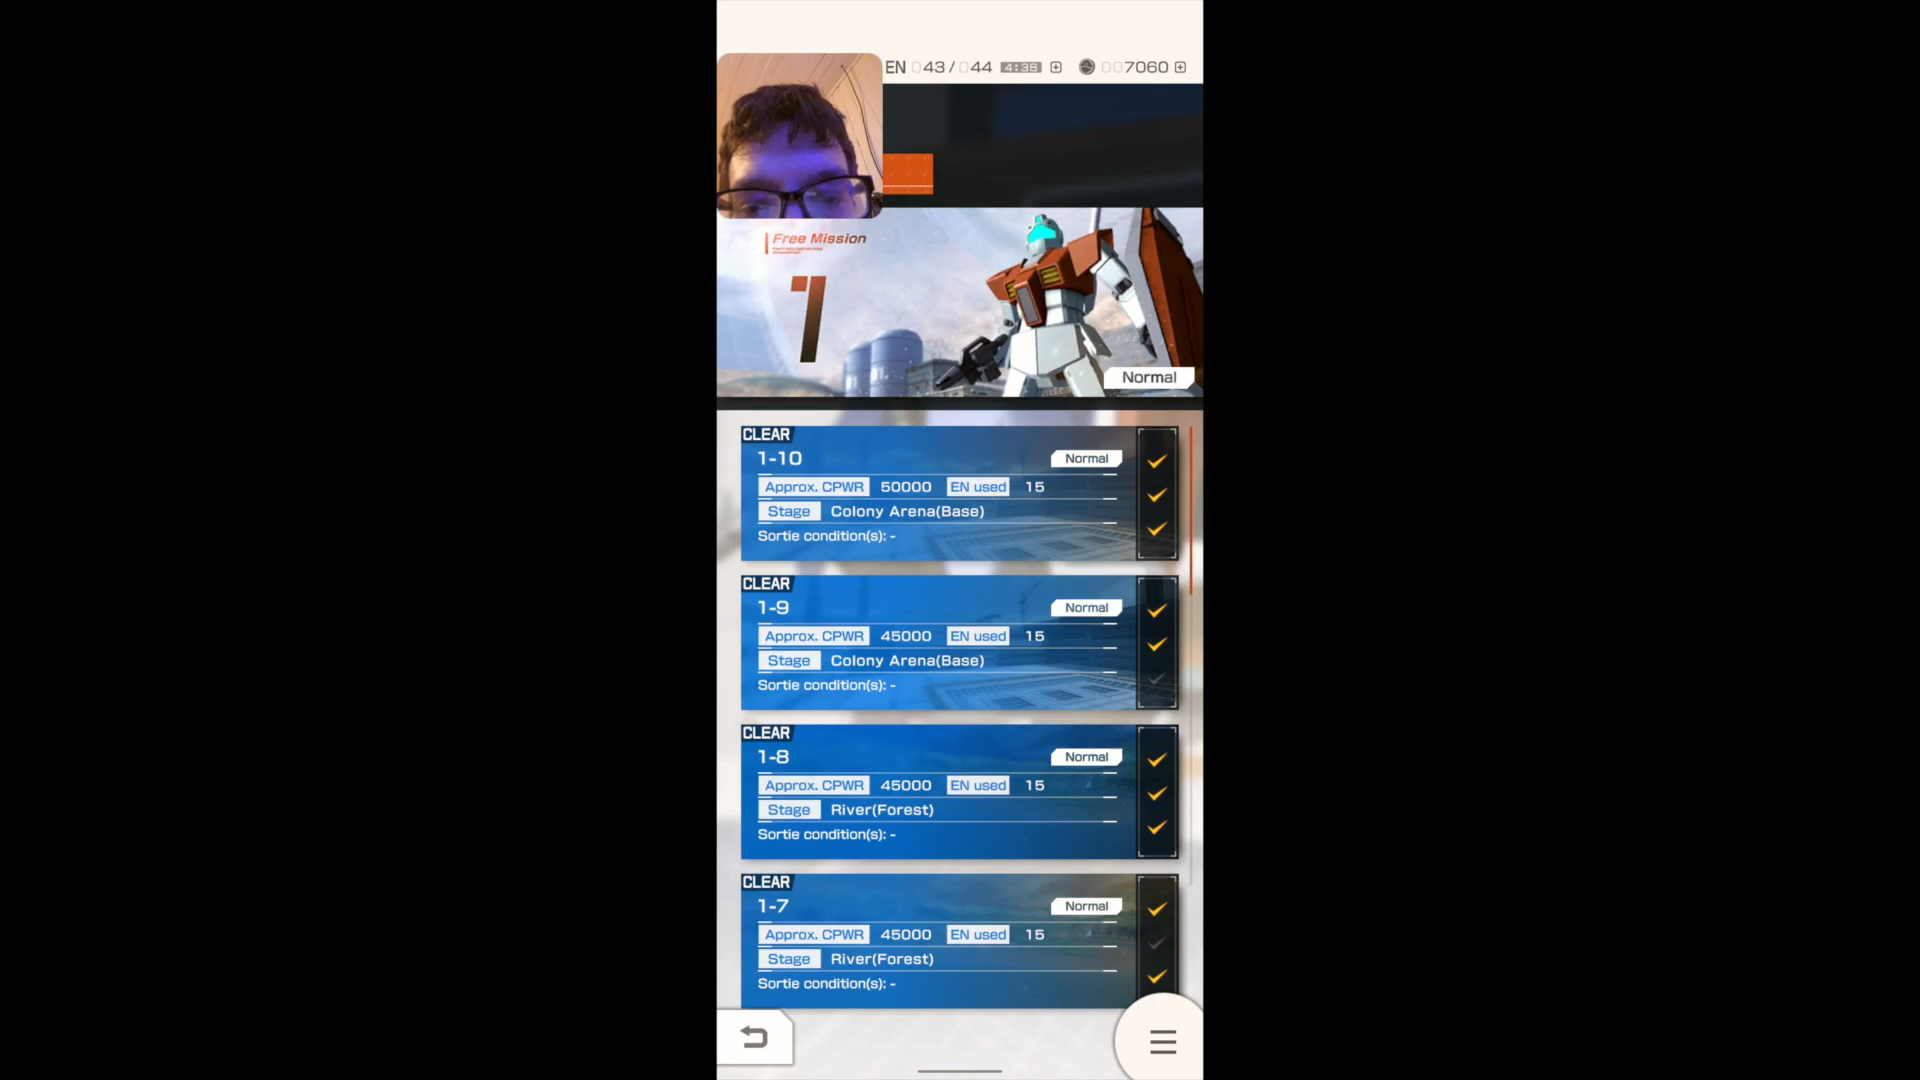 EN 043/044 4:38 007060
Free Mission
1
Normal
CLEAR
1-10 Normal
Approx. CPWR 50000 EN used 15
Stage Colony Arena(Base)
Sortie condition(s): -
CLEAR
1-9 Normal
Approx. CPWR 45000 EN used 15
Stage Colony Arena(Base)
Sortie condition(s): -
CLEAR
1-8 Normal
Approx. CPWR 45000 EN used 15
Stage River(Forest)
Sortie condition(s): -
CLEAR
1-7 Normal
Approx. CPWR 45000 EN used 15
Stage River(Forest)
Sortie condition(s): -